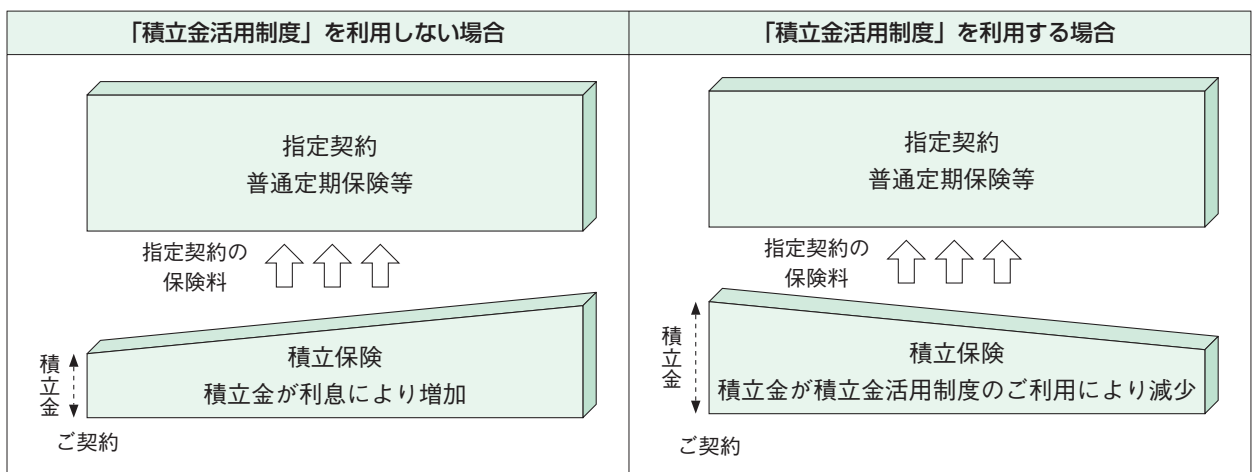 「積立金活用制度」を利用しない場合
指定契約
普通定期保険等
指定契約の
保険料
積立金
積立保険
積立金が利息により増加
ご契約
「積立金活用制度」を利用する場合
指定契約
普通定期保険等
指定契約の
保険料
積立金
積立保険
積立金が積立金活用制度のご利用により減少
ご契約